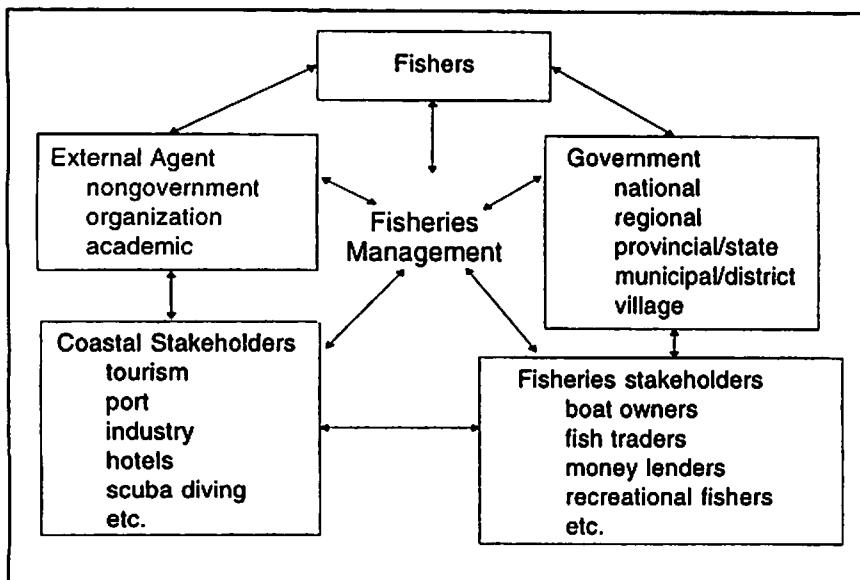 Fishers
External Agent
nongovernment
organization
academic
Government
national
regional
provincial/state
municipal/district
village
Fisheries
Management
Coastal Stakeholders
tourism
port
industry
hotels
scuba diving
etc.
Fisheries stakeholders
boat owners
fish traders
money lenders
recreational fishers
etc.